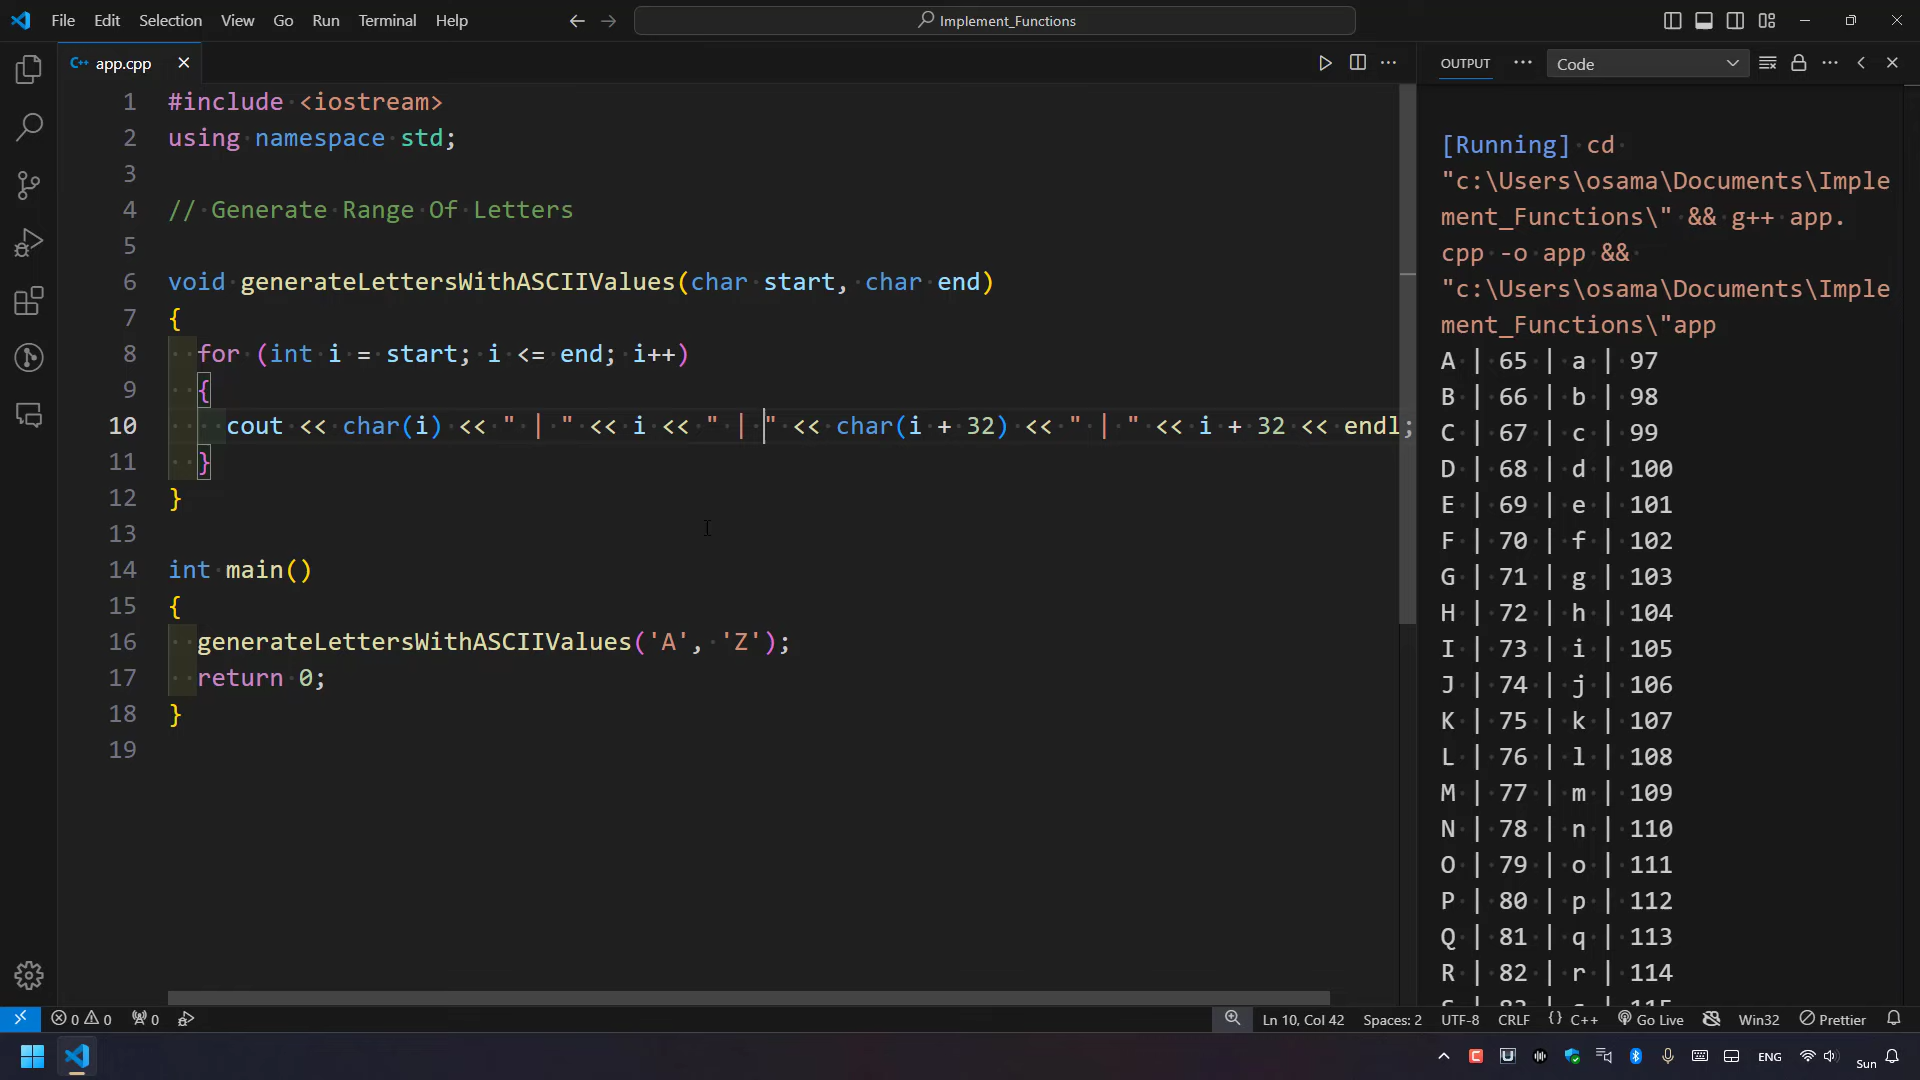 File Edit Selection View Go Run Terminal Help
Implement_Functions
C++ app.cpp
OUTPUT
Code
1 #include <iostream>
2 using namespace std;
3
4 // Generate Range Of Letters
5
6 void generateLettersWithASCIIValues(char start, char end)
7 {
8 for (int i = start; i <= end; i++)
9 {
10 cout << char(i) << " | " << i << " | " << char(i + 32) << " | " << i + 32 << endl;
11 }
12 }
13
14 int main()
15 {
16 generateLettersWithASCIIValues('A', 'Z');
17 return 0;
18 }
19
[Running] cd
"c:\Users\osama\Documents\Imple
ment_Functions\" && g++ app.
cpp -o app &&
"c:\Users\osama\Documents\Imple
ment_Functions\"app
A | 65 | a | 97
B | 66 | b | 98
C | 67 | c | 99
D | 68 | d | 100
E | 69 | e | 101
F | 70 | f | 102
G | 71 | g | 103
H | 72 | h | 104
I | 73 | i | 105
J | 74 | j | 106
K | 75 | k | 107
L | 76 | l | 108
M | 77 | m | 109
N | 78 | n | 110
O | 79 | o | 111
P | 80 | p | 112
Q | 81 | q | 113
R | 82 | r | 114
S | 83 | s | 115
0 0 0 Ln 10, Col 42 Spaces: 2 UTF-8 CRLF {} C++ Go Live Win32 Prettier
ENG Sun